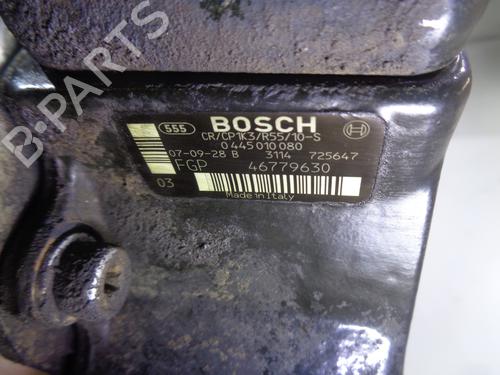 B-PARTS
555 BOSCH
CR/CP1K3/R55/10-S
0 445 010 080
07-09-28 B 3114 725647
FGP 46779630
03
Made in Italy